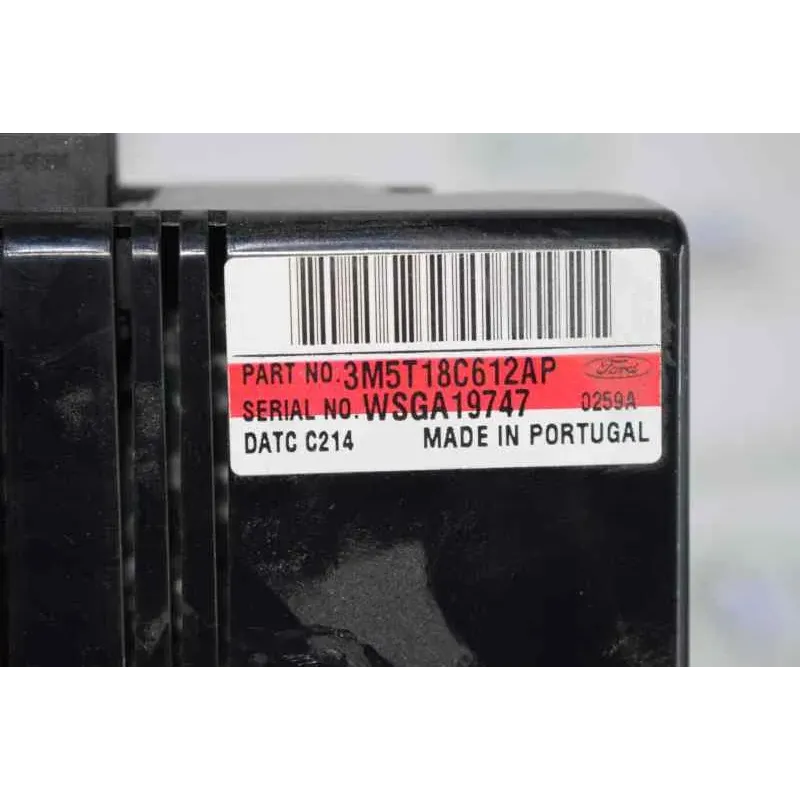 PART NO. 3M5T18C612AP Ford
SERIAL NO. WSGA19747 0259A
DATC C214 MADE IN PORTUGAL